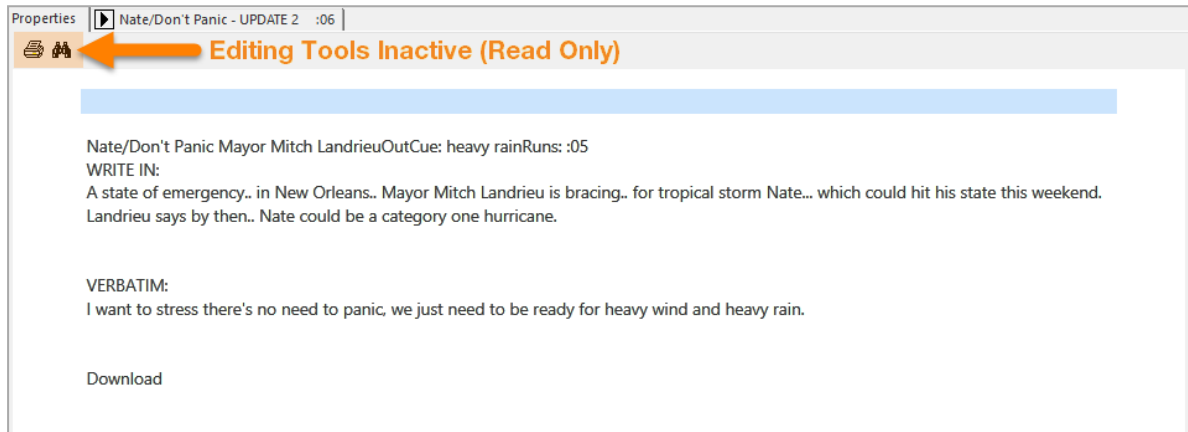 Properties Nate/Don't Panic - UPDATE 2 :06
Editing Tools Inactive (Read Only)
Nate/Don't Panic Mayor Mitch LandrieuOutCue: heavy rainRuns: :05
WRITE IN:
A state of emergency.. in New Orleans.. Mayor Mitch Landrieu is bracing.. for tropical storm Nate... which could hit his state this weekend.
Landrieu says by then.. Nate could be a category one hurricane.
VERBATIM:
I want to stress there's no need to panic, we just need to be ready for heavy wind and heavy rain.
Download